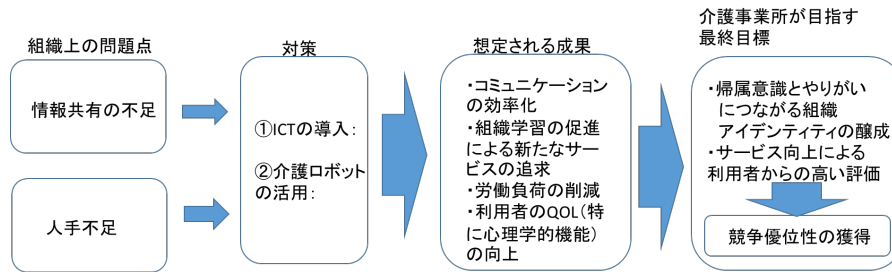 組織上の問題点
情報共有の不足
人手不足
対策
①ICTの導入：
②介護ロボット
の活用：
想定される成果
・コミュニケーション
の効率化
・組織学習の促進
による新たなサー
ビスの追求
・労働負荷の削減
・利用者のQOL（特
に心理学的機能）
の向上
介護事業所が目指す
最終目標
・帰属意識とやりがい
につながる組織
アイデンティティの醸成
・サービス向上による
利用者からの高い評価
競争優位性の獲得